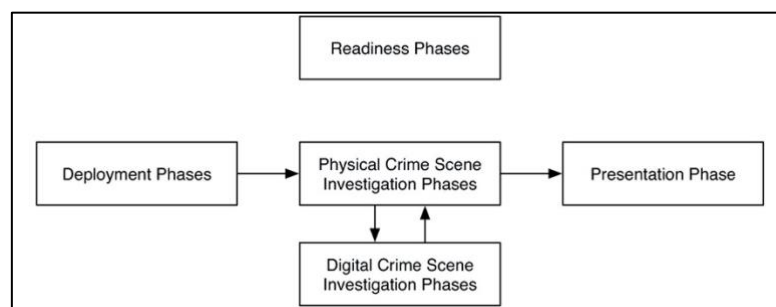 Readiness Phases
Deployment Phases
Physical Crime Scene
Investigation Phases
Presentation Phase
Digital Crime Scene
Investigation Phases